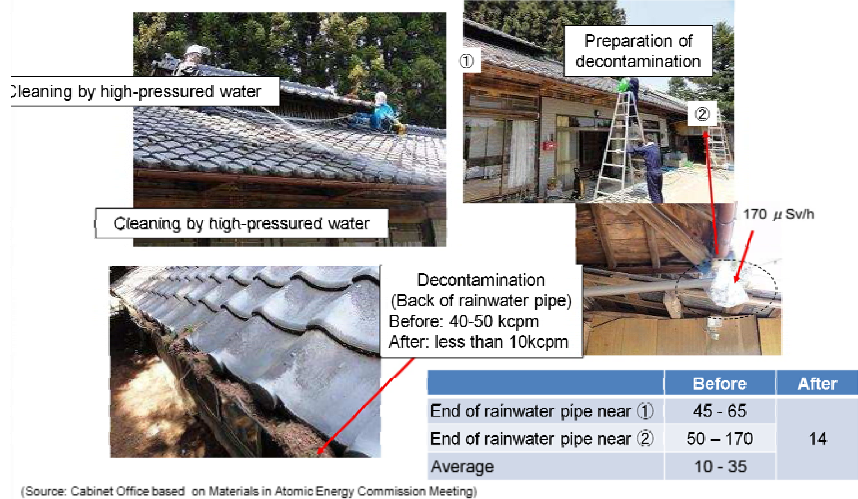 ①
Preparation of
decontamination
Cleaning by high-pressured water
②
170 μSv/h
Cleaning by high-pressured water
Decontamination
(Back of rainwater pipe)
Before: 40-50 kcpm
After: less than 10kcpm
Before After
End of rainwater pipe near ① 45 - 65
End of rainwater pipe near ② 50 – 170 14
Average 10 - 35
(Source: Cabinet Office based on Materials in Atomic Energy Commission Meeting)